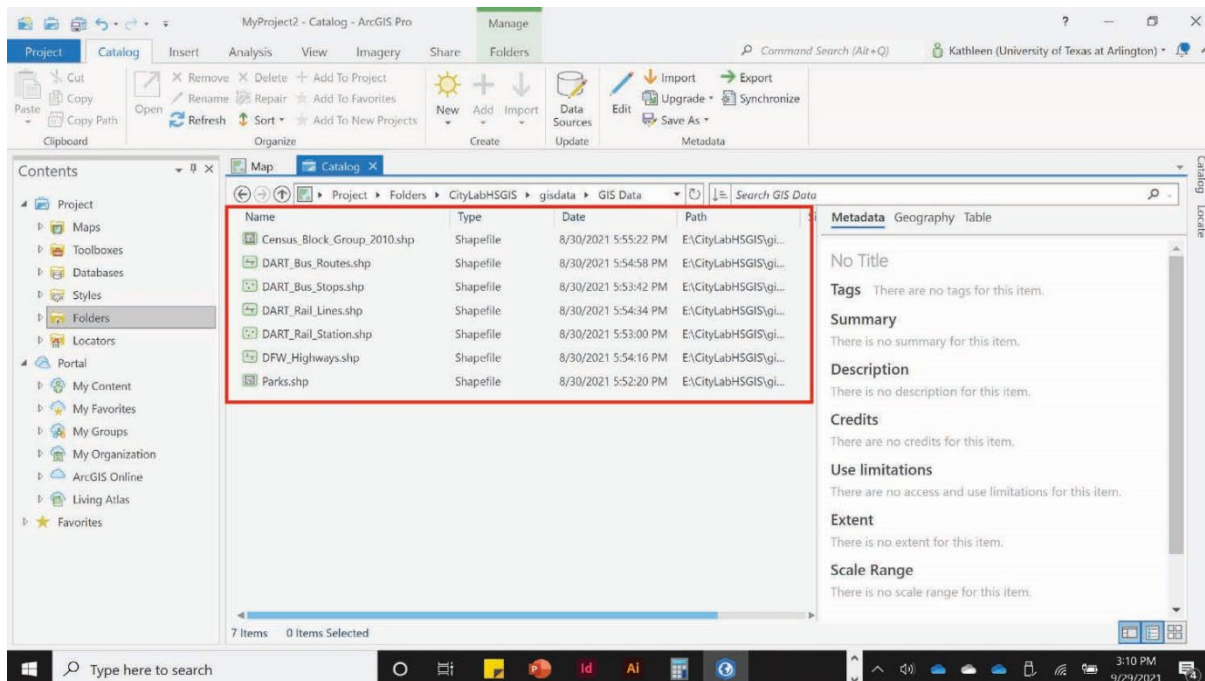 MyProject2 - Catalog - ArcGIS Pro
Manage
?
Project Catalog Insert Analysis View Imagery Share Folders
Command Search (Alt+Q)
Kathleen (University of Texas at Arlington)
Paste
Cut
Copy
Copy Path
Clipboard
Open
Remove Delete Add To Project
Rename Repair Add To Favorites
Refresh Sort Add To New Projects
Organize
New Add Import
Create
Data Sources
Update
Edit
Import Export
Upgrade Synchronize
Save As
Metadata
Contents
Project
Maps
Toolboxes
Databases
Styles
Folders
Locators
Portal
My Content
My Favorites
My Groups
My Organization
ArcGIS Online
Living Atlas
Favorites
Map Catalog
Project Folders CityLabHSGIS gisdata GIS Data
Search GIS Data
Name Type Date Path
Census_Block_Group_2010.shp Shapefile 8/30/2021 5:55:22 PM E:\CityLabHSGIS\gi...
DART_Bus_Routes.shp Shapefile 8/30/2021 5:54:58 PM E:\CityLabHSGIS\gi...
DART_Bus_Stops.shp Shapefile 8/30/2021 5:53:42 PM E:\CityLabHSGIS\gi...
DART_Rail_Lines.shp Shapefile 8/30/2021 5:54:34 PM E:\CityLabHSGIS\gi...
DART_Rail_Station.shp Shapefile 8/30/2021 5:53:00 PM E:\CityLabHSGIS\gi...
DFW_Highways.shp Shapefile 8/30/2021 5:54:16 PM E:\CityLabHSGIS\gi...
Parks.shp Shapefile 8/30/2021 5:52:20 PM E:\CityLabHSGIS\gi...
7 Items 0 Items Selected
Metadata Geography Table
No Title
Tags There are no tags for this item.
Summary
There is no summary for this item.
Description
There is no description for this item.
Credits
There are no credits for this item.
Use limitations
There are no access and use limitations for this item.
Extent
There is no extent for this item.
Scale Range
There is no scale range for this item.
Catalog
Locate
Type here to search
Id
Ai
3:10 PM
9/29/2021